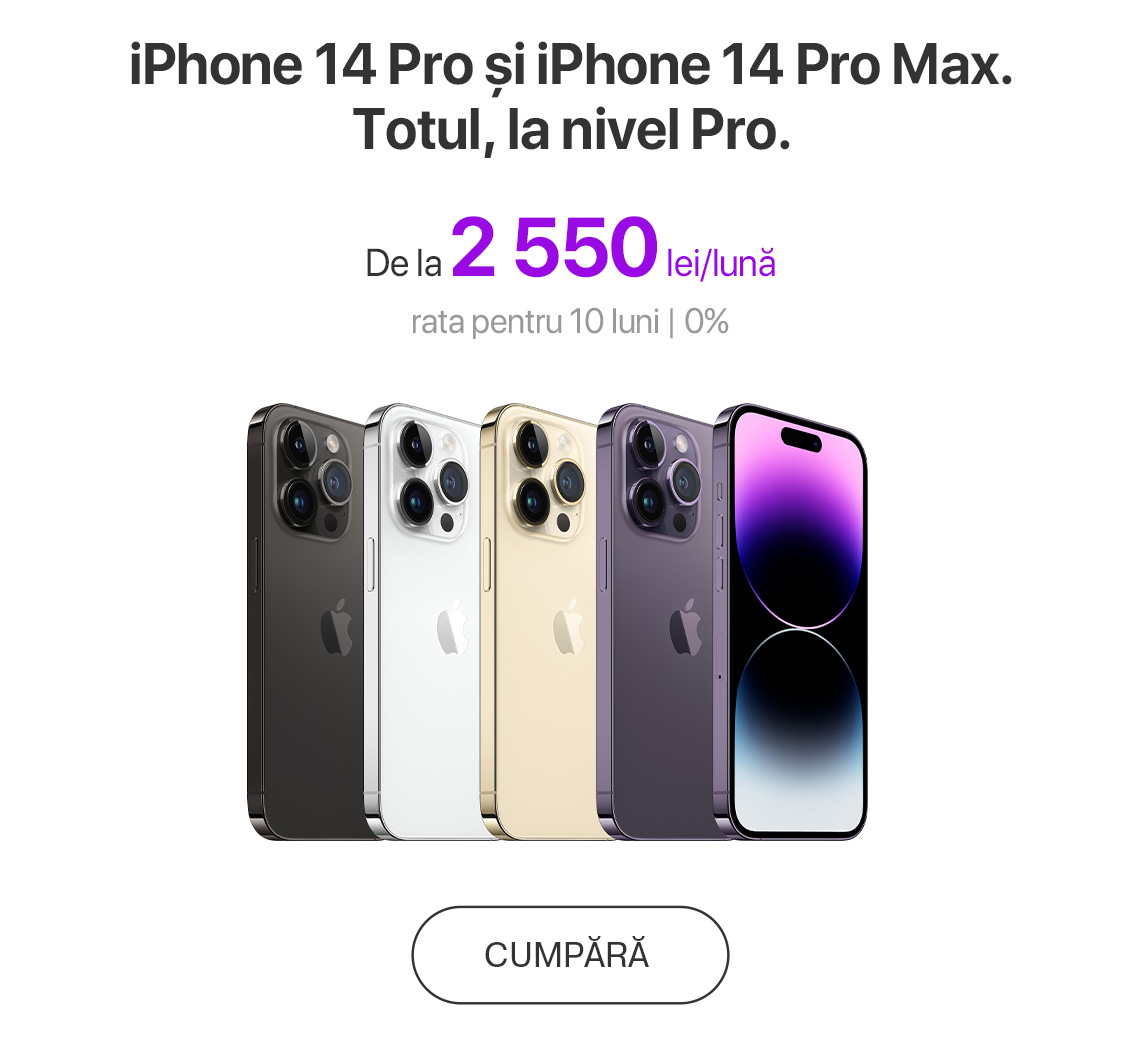 iPhone 14 Pro și iPhone 14 Pro Max.
Totul, la nivel Pro.
De la 2 550 lei/lună
rata pentru 10 luni | 0%
CUMPĂRĂ